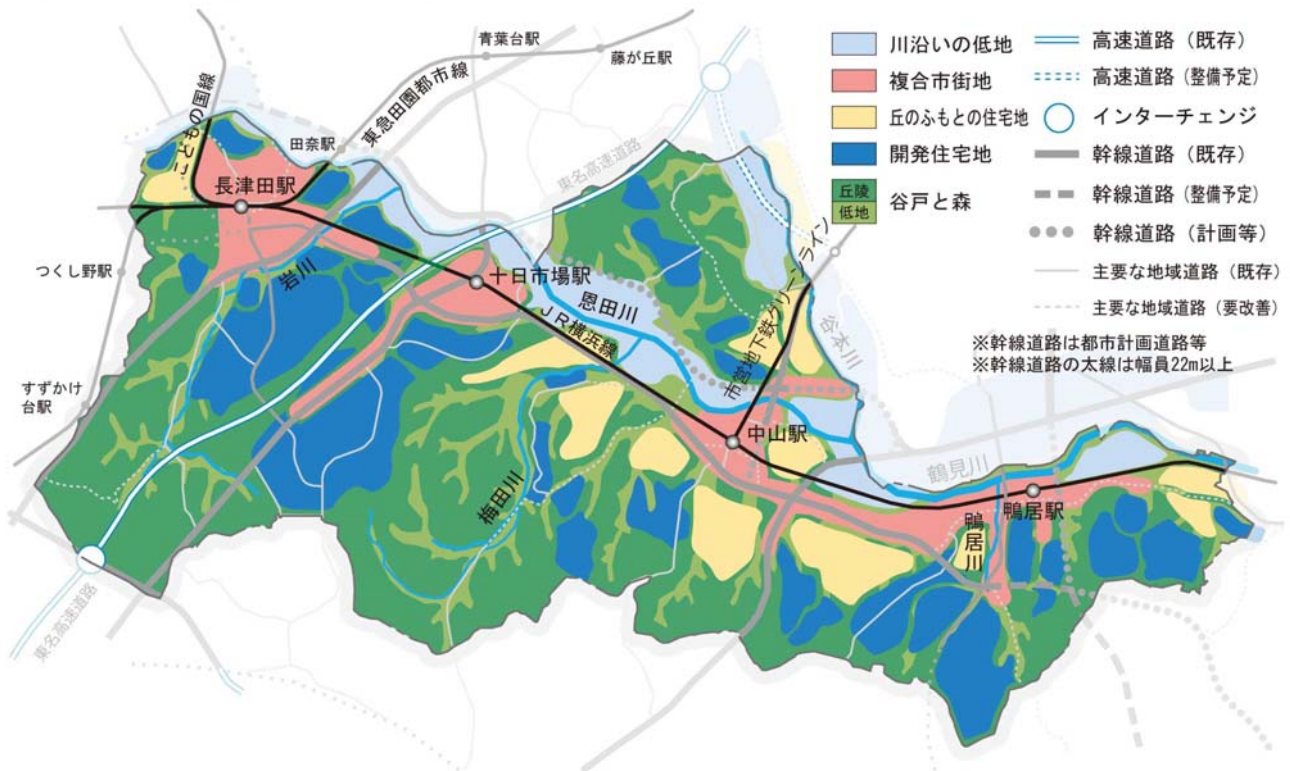 青葉台駅
藤が丘駅
こどもの国線
東急田園都市線
田奈駅
長津田駅
東名高速道路
つくし野駅
岩川
十日市場駅
恩田川
JR横浜線
市営地下鉄グリーンライン
谷本川
すずかけ
台駅
中山駅
梅田川
鶴見川
鴨居駅
鴨居川
東名高速道路
川沿いの低地
複合市街地
丘のふもとの住宅地
開発住宅地
丘陵
低地
谷戸と森
高速道路（既存）
高速道路（整備予定）
インターチェンジ
幹線道路（既存）
幹線道路（整備予定）
幹線道路（計画等）
主要な地域道路（既存）
主要な地域道路（要改善）
※幹線道路は都市計画道路等
※幹線道路の太線は幅員22m以上